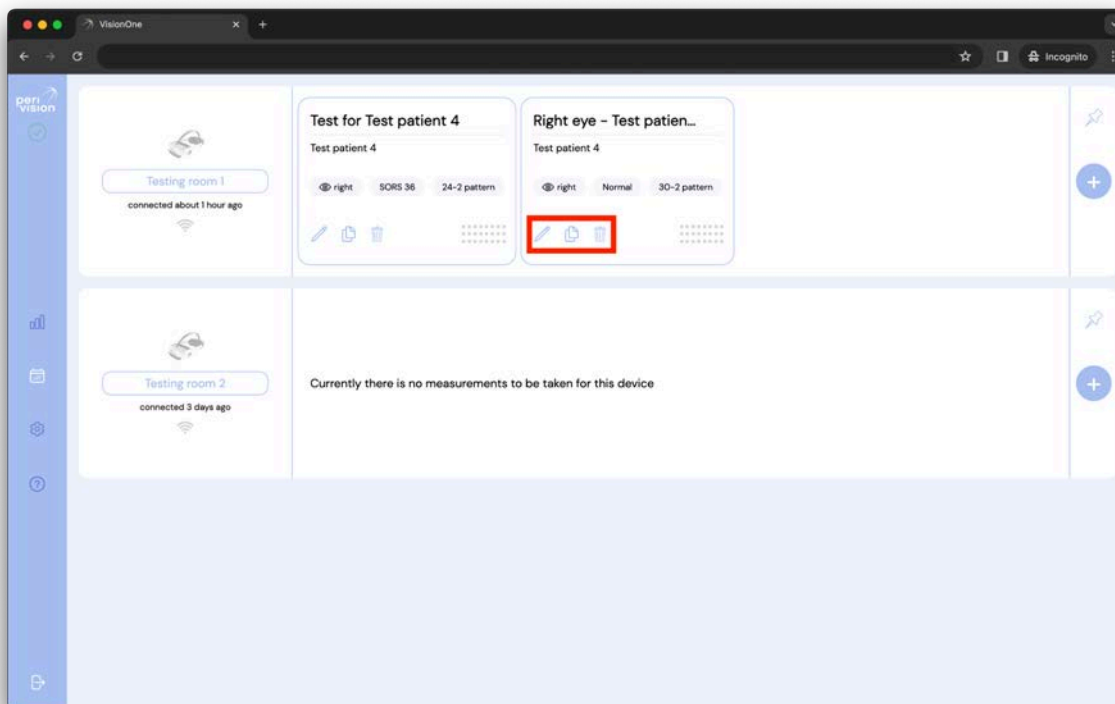 VisionOne
Incognito
peri
vision
Testing room 1
connected about 1 hour ago
Test for Test patient 4
Test patient 4
right
SORS 36
24-2 pattern
Right eye - Test patien...
Test patient 4
right
Normal
30-2 pattern
Testing room 2
connected 3 days ago
Currently there is no measurements to be taken for this device